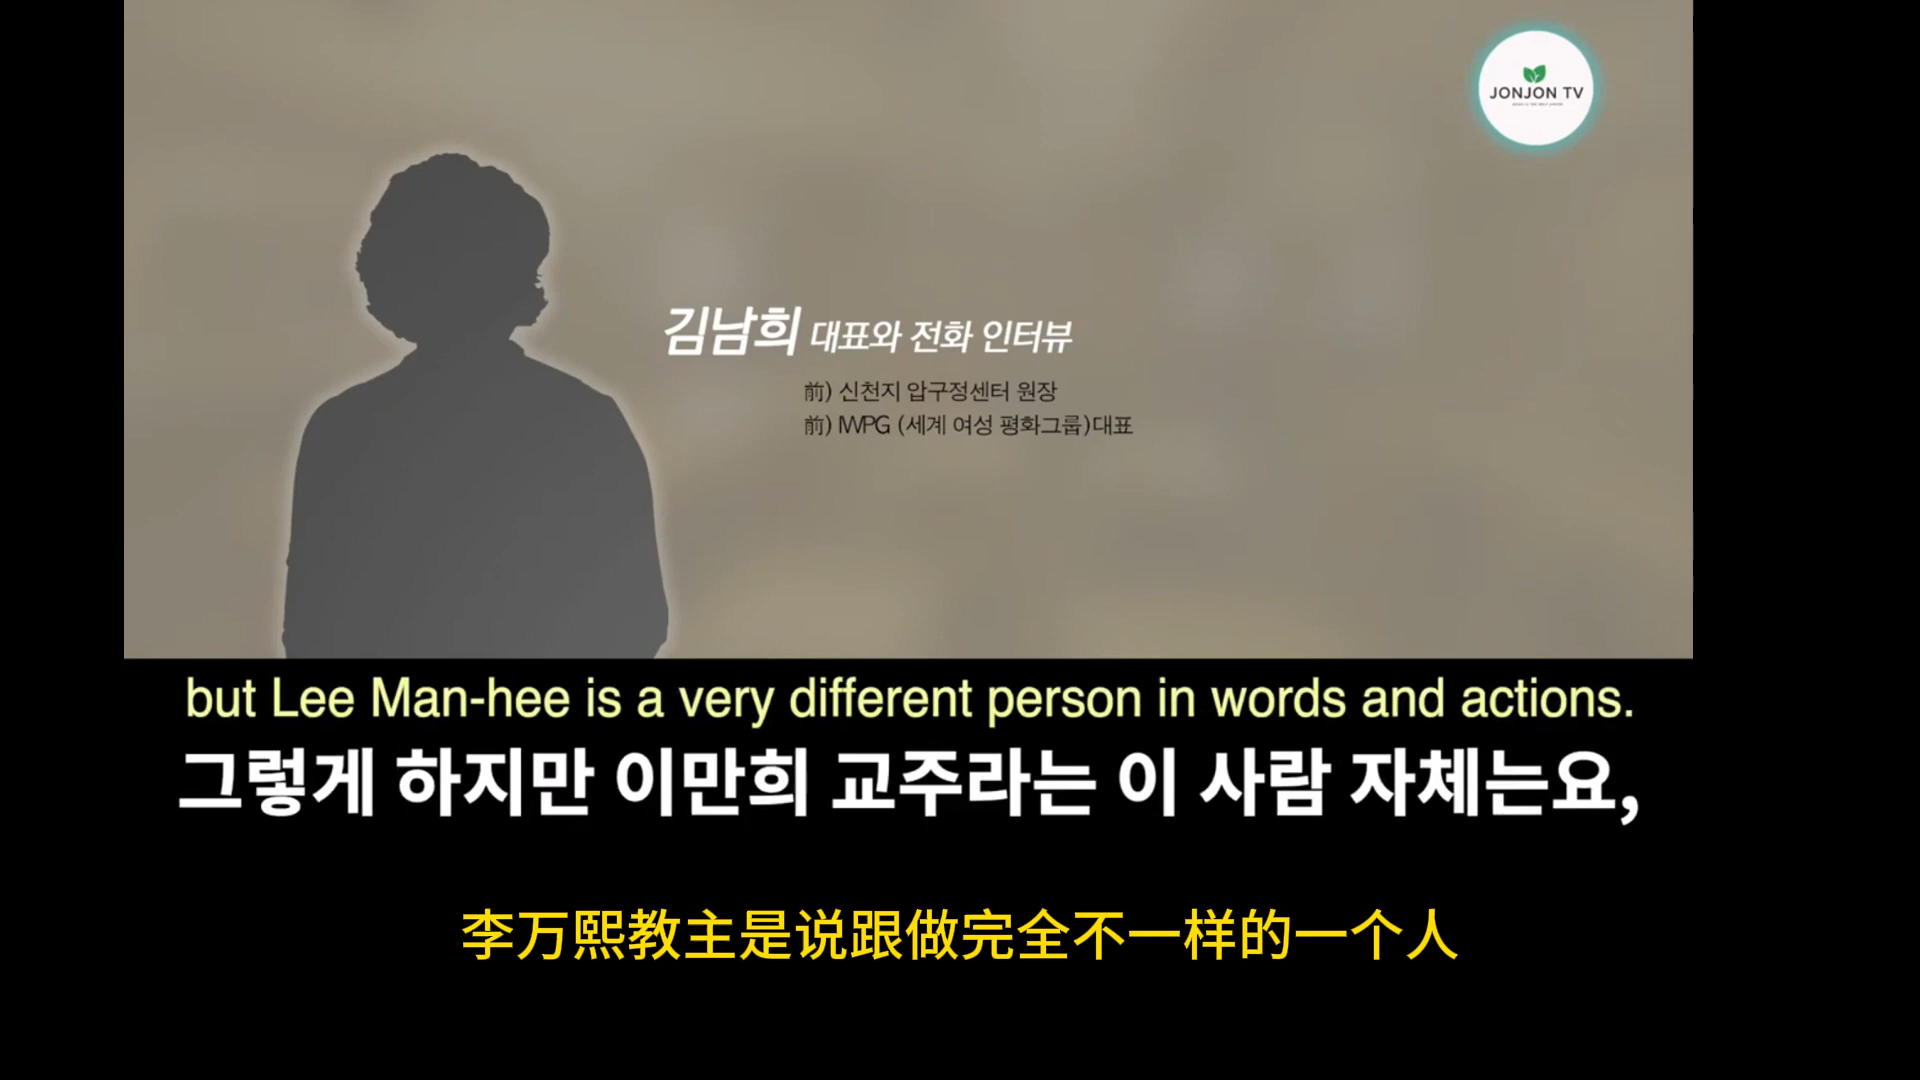 JONJON TV
김남희 대표와 전화 인터뷰
前) 신천지 압구정센터 원장
前) IWPG (세계 여성 평화그룹)대표
but Lee Man-hee is a very different person in words and actions.
그렇게 하지만 이만희 교주라는 이 사람 자체는요,
李万熙教主是说跟做完全不一样的一个人